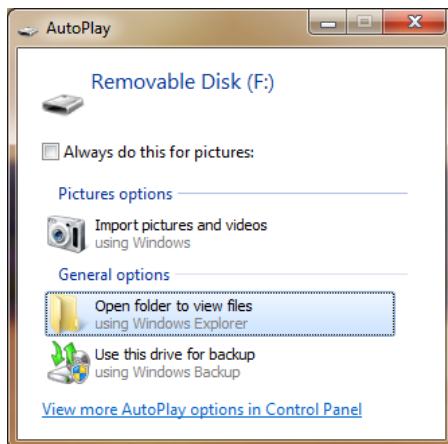 AutoPlay
Removable Disk (F:)
Always do this for pictures:
Pictures options
Import pictures and videos
using Windows
General options
Open folder to view files
using Windows Explorer
Use this drive for backup
using Windows Backup
View more AutoPlay options in Control Panel